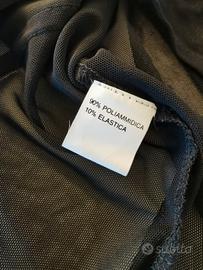 90% POLIAMMIDICA
10% ELASTICA
subito